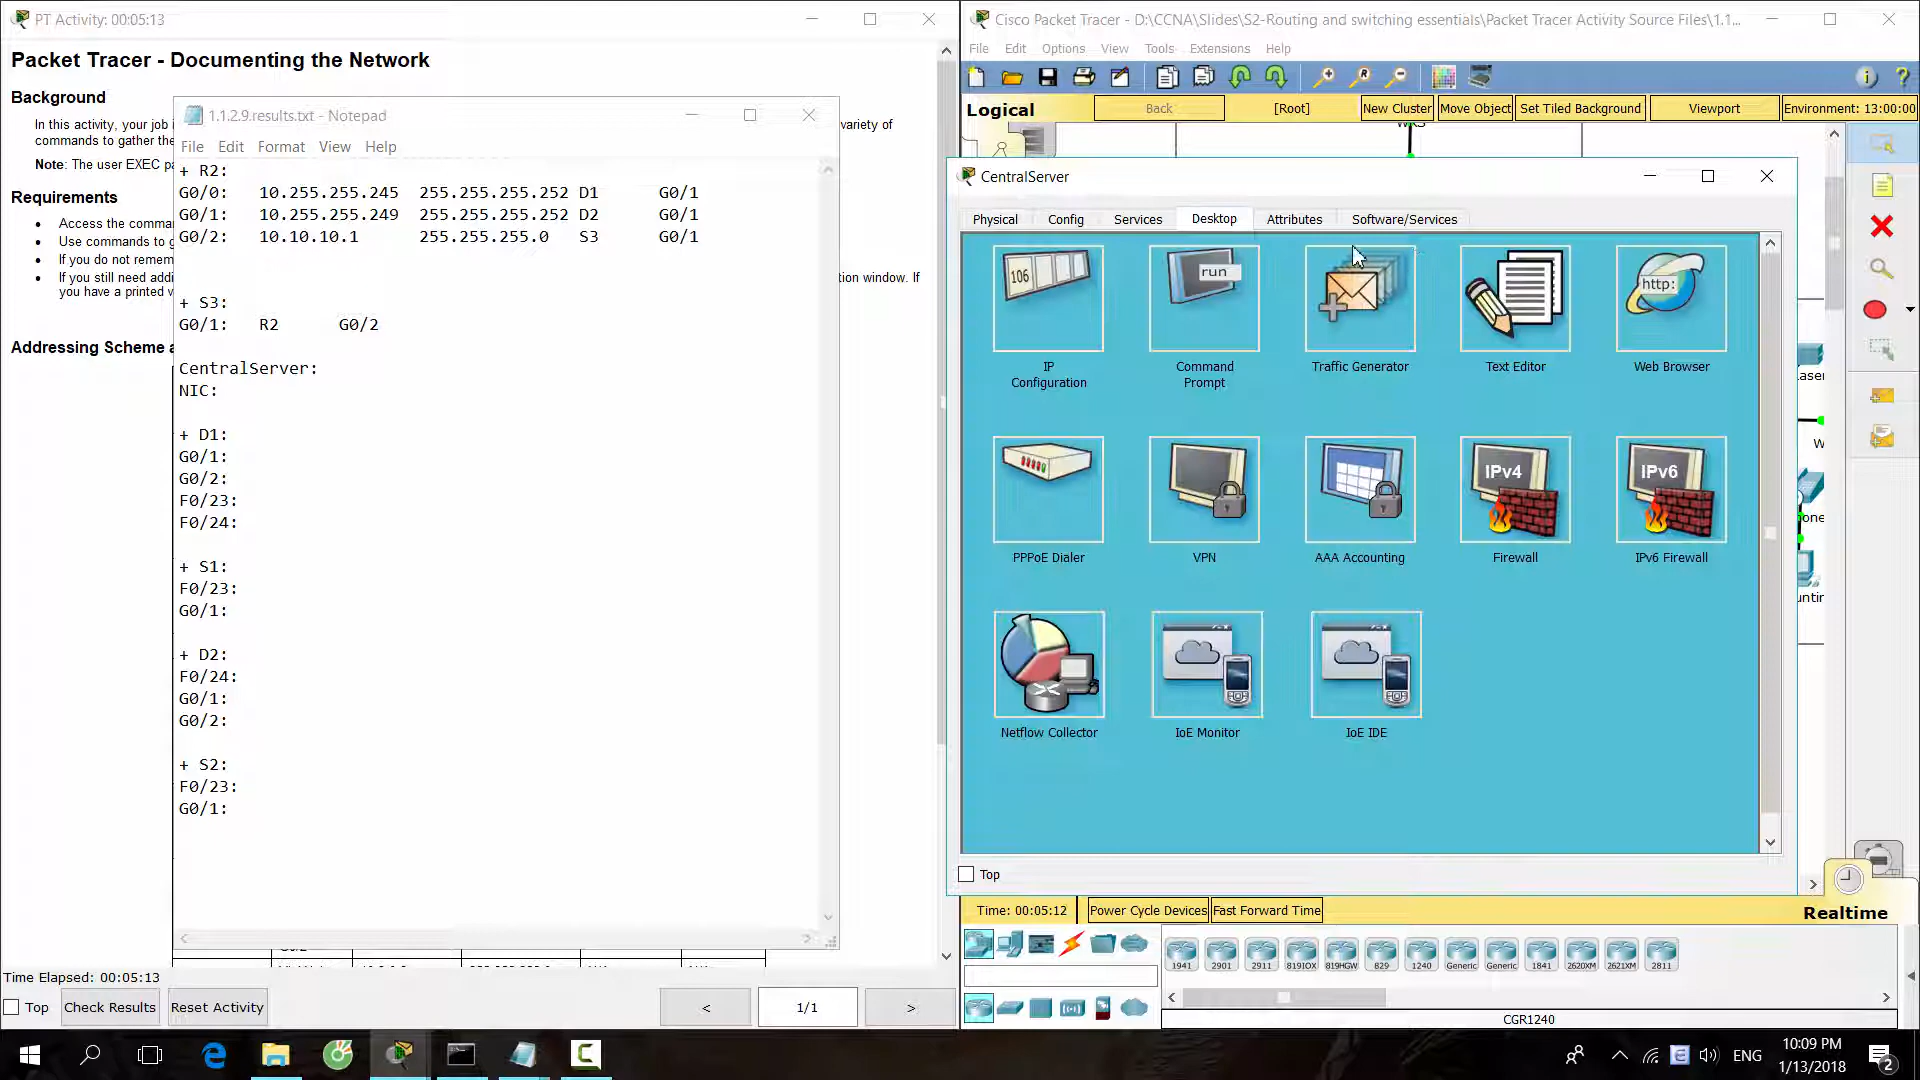 PT Activity: 00:05:13
Packet Tracer - Documenting the Network
Background
In this activity, your job i
variety of
commands to gather the
Note: The user EXEC pa
Requirements
Access the comma
Use commands to g
If you do not remem
If you still need addi
tion window. If
you have a printed v
Addressing Scheme a
1.1.2.9.results.txt - Notepad
File Edit Format View Help
+ R2:
G0/0: 10.255.255.245 255.255.255.252 D1 G0/1
G0/1: 10.255.255.249 255.255.255.252 D2 G0/1
G0/2: 10.10.10.1 255.255.255.0 S3 G0/1
+ S3:
G0/1: R2 G0/2
CentralServer:
NIC:
+ D1:
G0/1:
G0/2:
F0/23:
F0/24:
+ S1:
F0/23:
G0/1:
+ D2:
F0/24:
G0/1:
G0/2:
+ S2:
F0/23:
G0/1:
Time Elapsed: 00:05:13
Top Check Results Reset Activity < 1/1 >
Cisco Packet Tracer - D:\CCNA\Slides\S2-Routing and switching essentials\Packet Tracer Activity Source Files\1.1...
File Edit Options View Tools Extensions Help
Logical Back [Root] New Cluster Move Object Set Tiled Background Viewport Environment: 13:00:00
CentralServer
Physical Config Services Desktop Attributes Software/Services
106
run
http:
IP Configuration
Command Prompt
Traffic Generator
Text Editor
Web Browser
IPv4
IPv6
PPPoE Dialer
VPN
AAA Accounting
Firewall
IPv6 Firewall
Netflow Collector
IoE Monitor
IoE IDE
Top
Time: 00:05:12 Power Cycle Devices Fast Forward Time
Realtime
1941 2901 2911 819IOX 819HGW 829 1240 Generic Generic 1841 2620XM 2621XM 2811
CGR1240
ENG
10:09 PM
1/13/2018
2